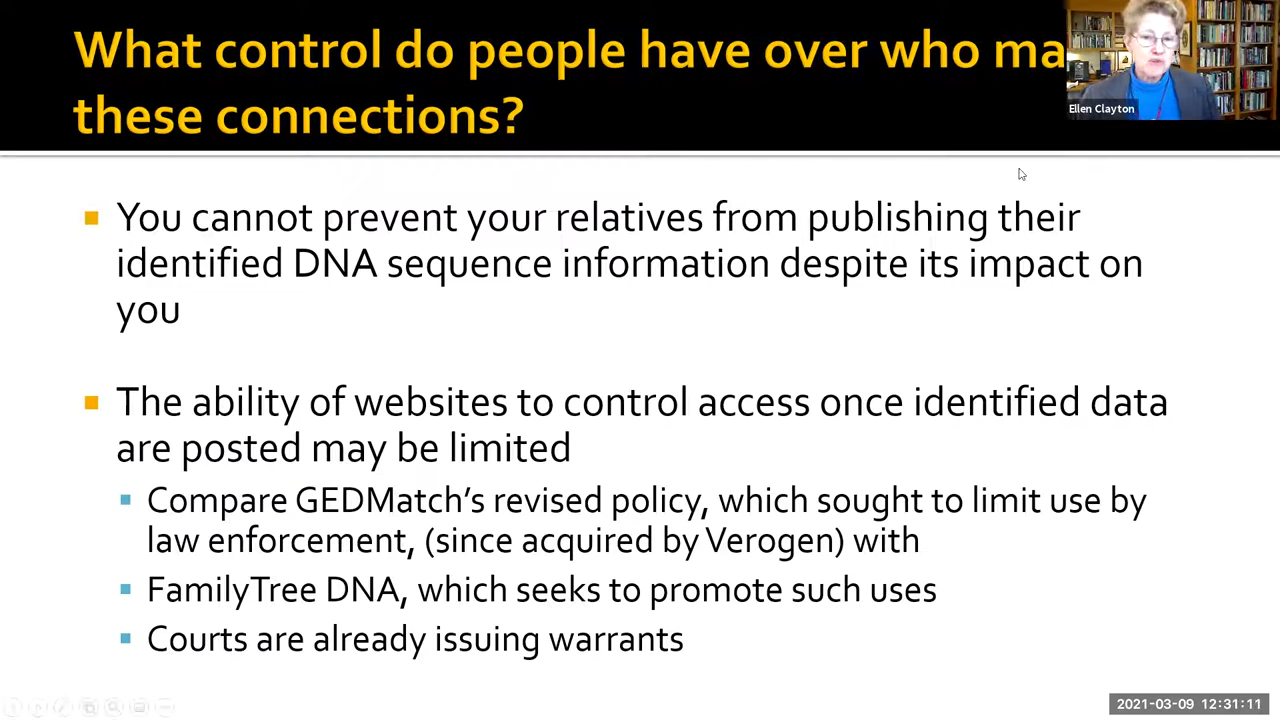 What control do people have over who ma
these connections?
Ellen Clayton
You cannot prevent your relatives from publishing their
identified DNA sequence information despite its impact on
you
The ability of websites to control access once identified data
are posted may be limited
Compare GEDMatch's revised policy, which sought to limit use by
law enforcement, (since acquired by Verogen) with
FamilyTree DNA, which seeks to promote such uses
Courts are already issuing warrants
2021-03-09 12:31:11